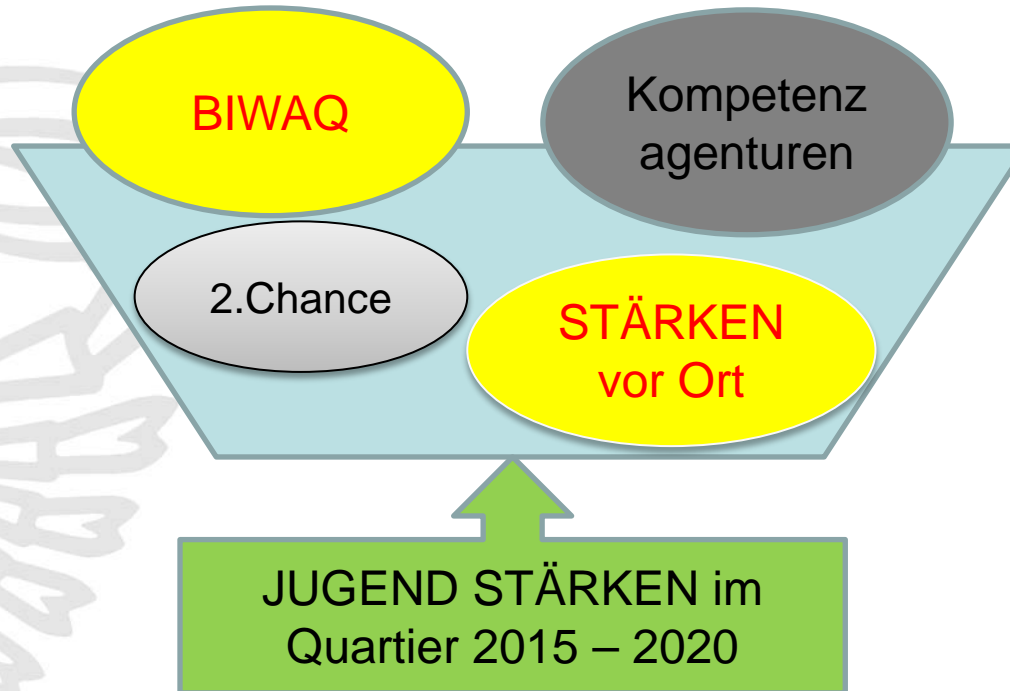 BIWAQ
Kompetenz
agenturen
2.Chance
STÄRKEN
vor Ort
JUGEND STÄRKEN im
Quartier 2015 – 2020